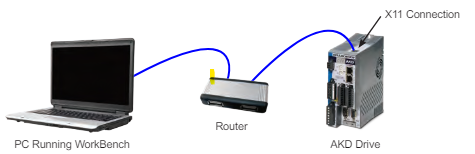 X11 Connection
Router
PC Running WorkBench
AKD Drive